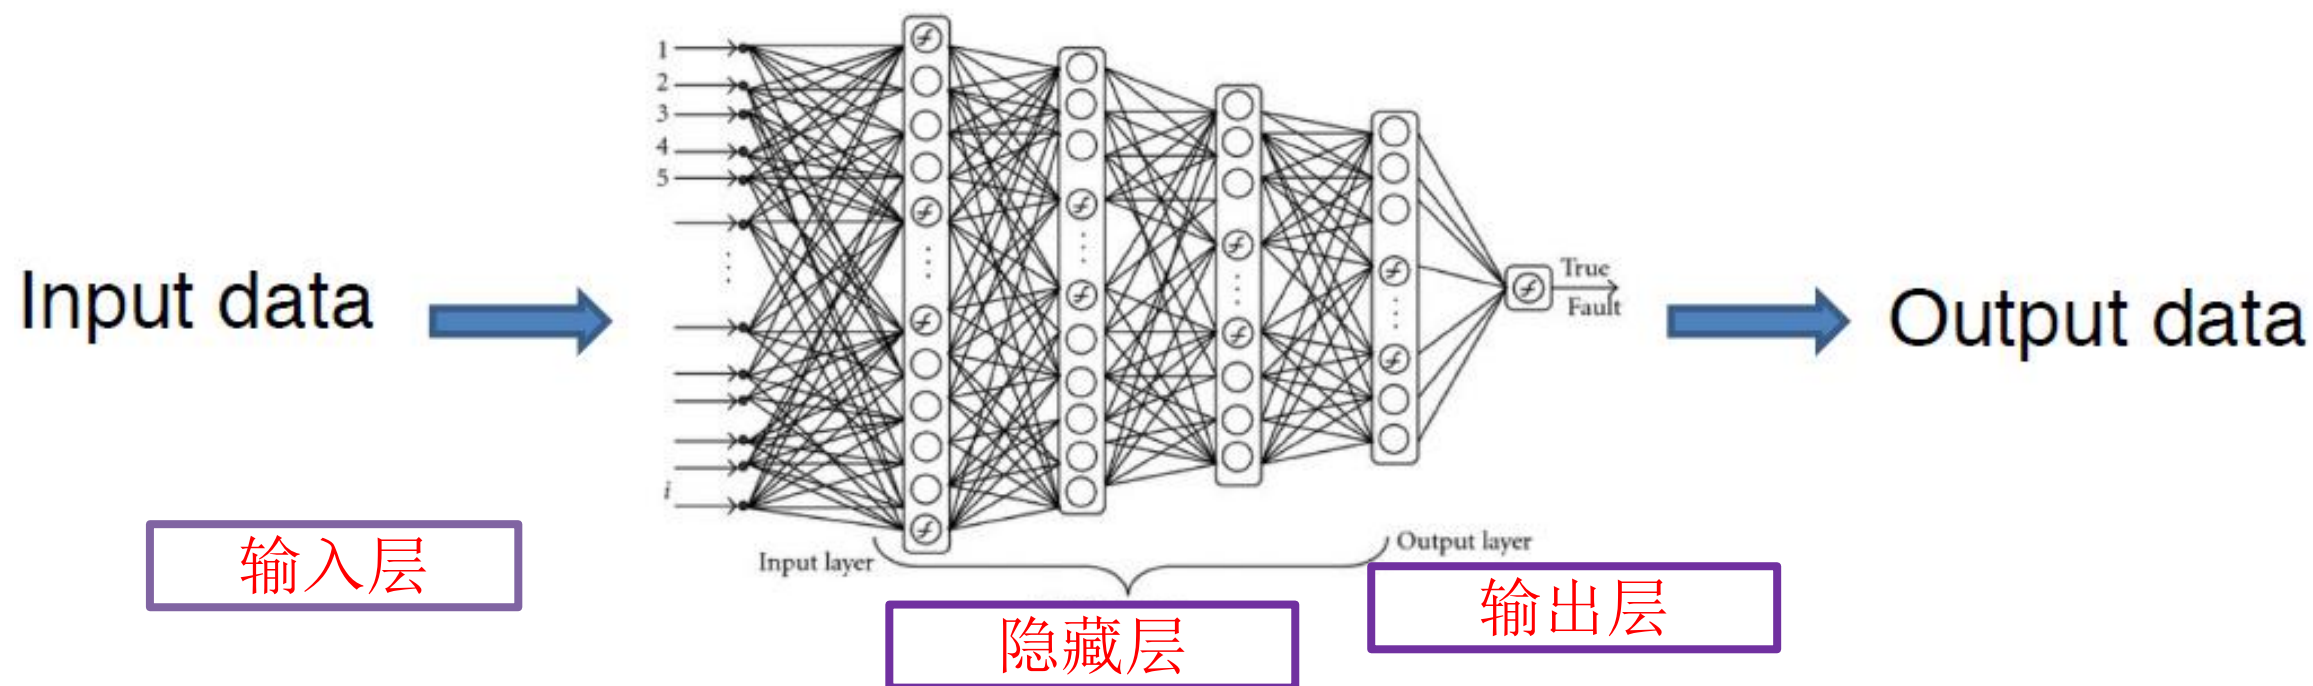 1
2
3
4
5
i
Input data
True
Fault
Output data
Input layer
Output layer
输入层
隐藏层
输出层